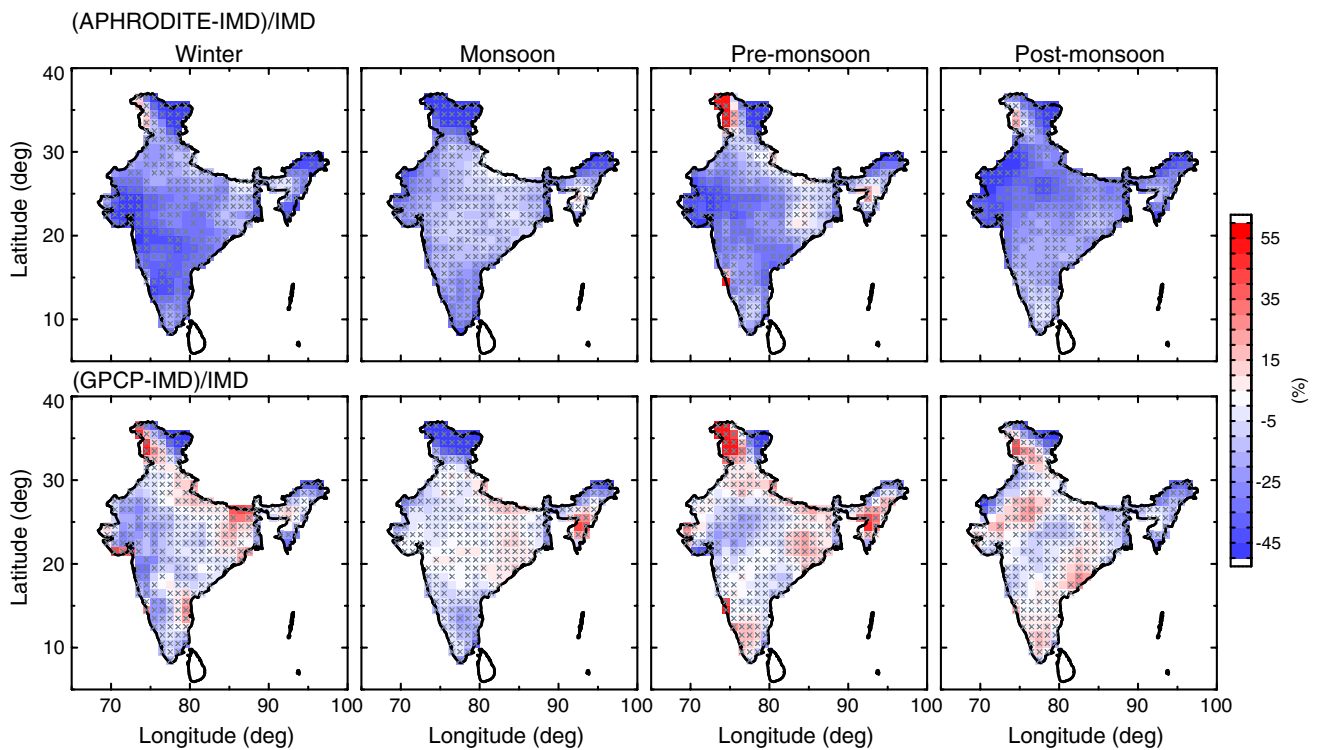 (APHRODITE-IMD)/IMD
Winter Monsoon Pre-monsoon Post-monsoon
40
30
20
10
Latitude (deg)
(GPCP-IMD)/IMD
40
30
20
10
Latitude (deg)
70 80 90 100 70 80 90 100 70 80 90 100 70 80 90 100
Longitude (deg) Longitude (deg) Longitude (deg) Longitude (deg)
55
35
15
-5
-25
-45
(%)